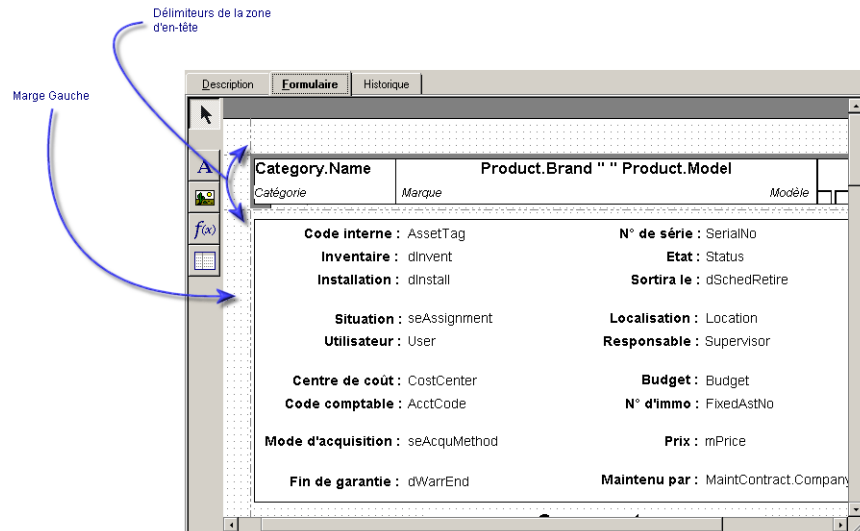 Délimiteurs de la zone
d'en-tête
Marge Gauche
Description Formulaire Historique
A
f(x)
Category.Name Product.Brand " " Product.Model
Catégorie Marque Modèle
Code interne : AssetTag N° de série : SerialNo
Inventaire : dInvent Etat : Status
Installation : dInstall Sortira le : dSchedRetire
Situation : seAssignment Localisation : Location
Utilisateur : User Responsable : Supervisor
Centre de coût : CostCenter Budget : Budget
Code comptable : AcctCode N° d'immo : FixedAstNo
Mode d'acquisition : seAcquMethod Prix : mPrice
Fin de garantie : dWarrEnd Maintenu par : MaintContract.Company